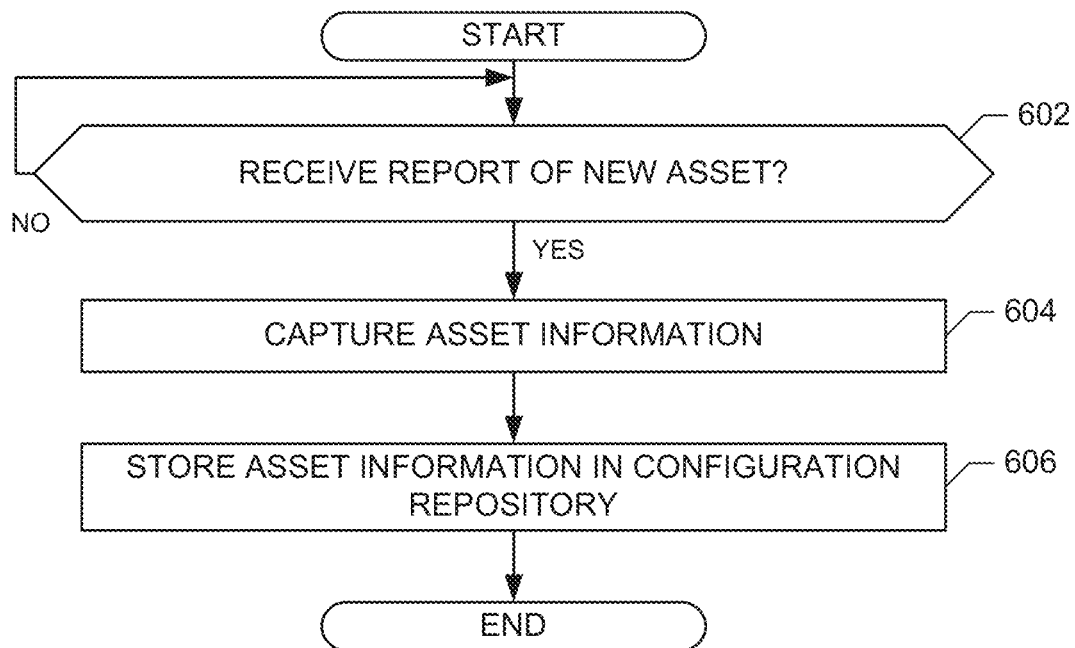 START
602
RECEIVE REPORT OF NEW ASSET?
NO
YES
604
CAPTURE ASSET INFORMATION
STORE ASSET INFORMATION IN CONFIGURATION
REPOSITORY
606
END